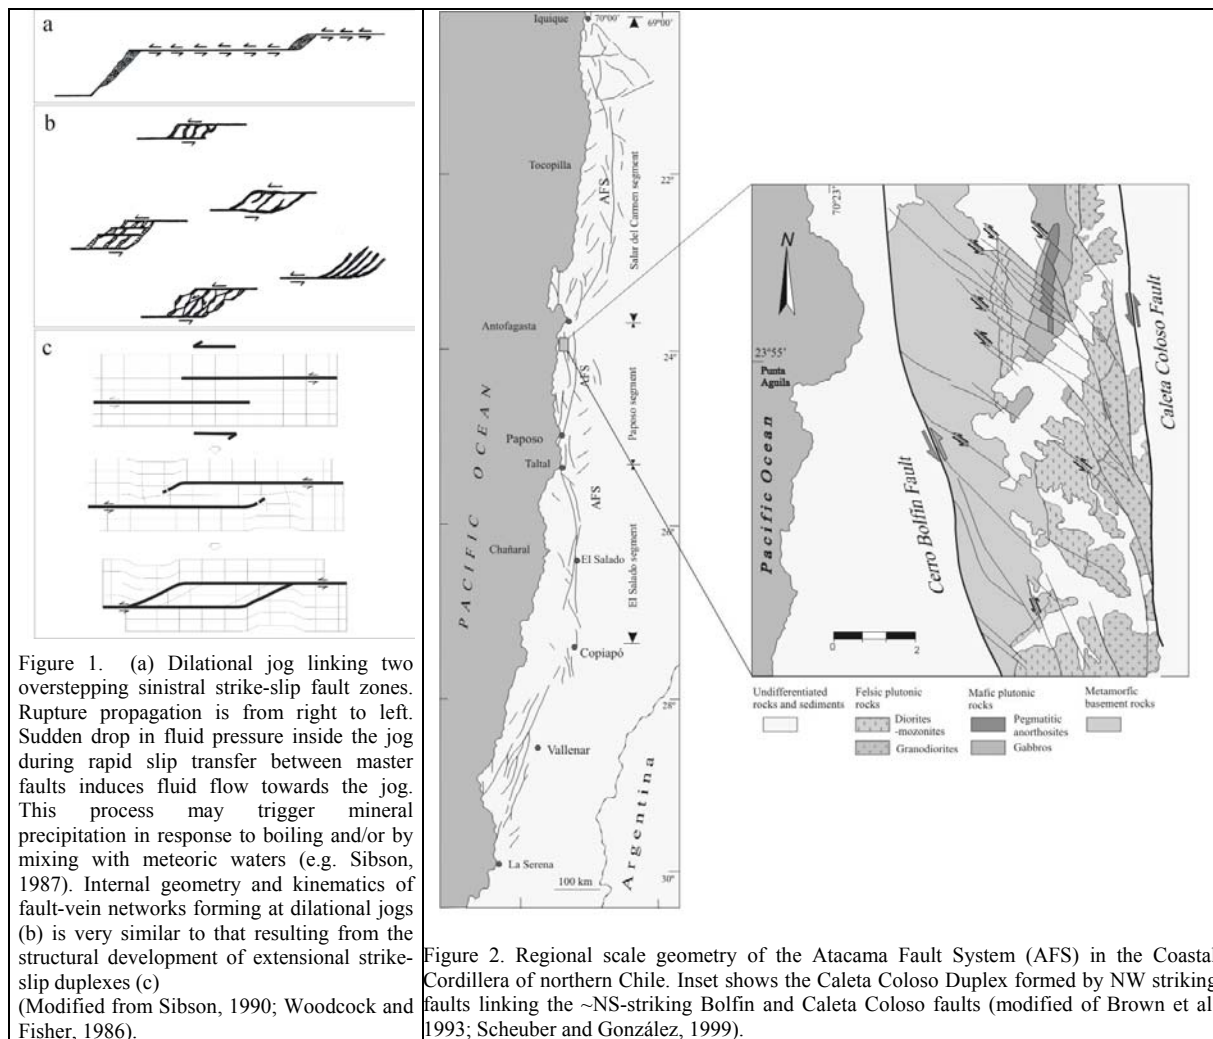 a
b
c
Figure 1. (a) Dilational jog linking two
overstepping sinistral strike-slip fault zones.
Rupture propagation is from right to left.
Sudden drop in fluid pressure inside the jog
during rapid slip transfer between master
faults induces fluid flow towards the jog.
This process may trigger mineral
precipitation in response to boiling and/or by
mixing with meteoric waters (e.g. Sibson,
1987). Internal geometry and kinematics of
fault-vein networks forming at dilational jogs
(b) is very similar to that resulting from the
structural development of extensional strike-
slip duplexes (c)
(Modified from Sibson, 1990; Woodcock and
Fisher, 1986).
Iquique
70°00'
69°00'
Tocopilla
22°
AFS
Salar del Carmen segment
Antofagasta
24°
AFS
Paposo segment
Paposo
Taltal
AFS
26°
Chañaral
El Salado
El Salado segment
PACIFIC OCEAN
Copiapó
28°
Vallenar
Argentina
La Serena
100 km
30°
70°23'
N
23°55'
Punta
Aguila
Pacific Ocean
Cerro Bolfin Fault
Caleta Coloso Fault
0
2
Undifferentiated
rocks and sediments
Felsic plutonic
rocks
Diorites
-mozonites
Granodiorites
Mafic plutonic
rocks
Pegmatitic
anorthosites
Gabbros
Metamorfic
basement rocks
Figure 2. Regional scale geometry of the Atacama Fault System (AFS) in the Coastal
Cordillera of northern Chile. Inset shows the Caleta Coloso Duplex formed by NW striking
faults linking the ~NS-striking Bolfin and Caleta Coloso faults (modified of Brown et al
1993; Scheuber and González, 1999).